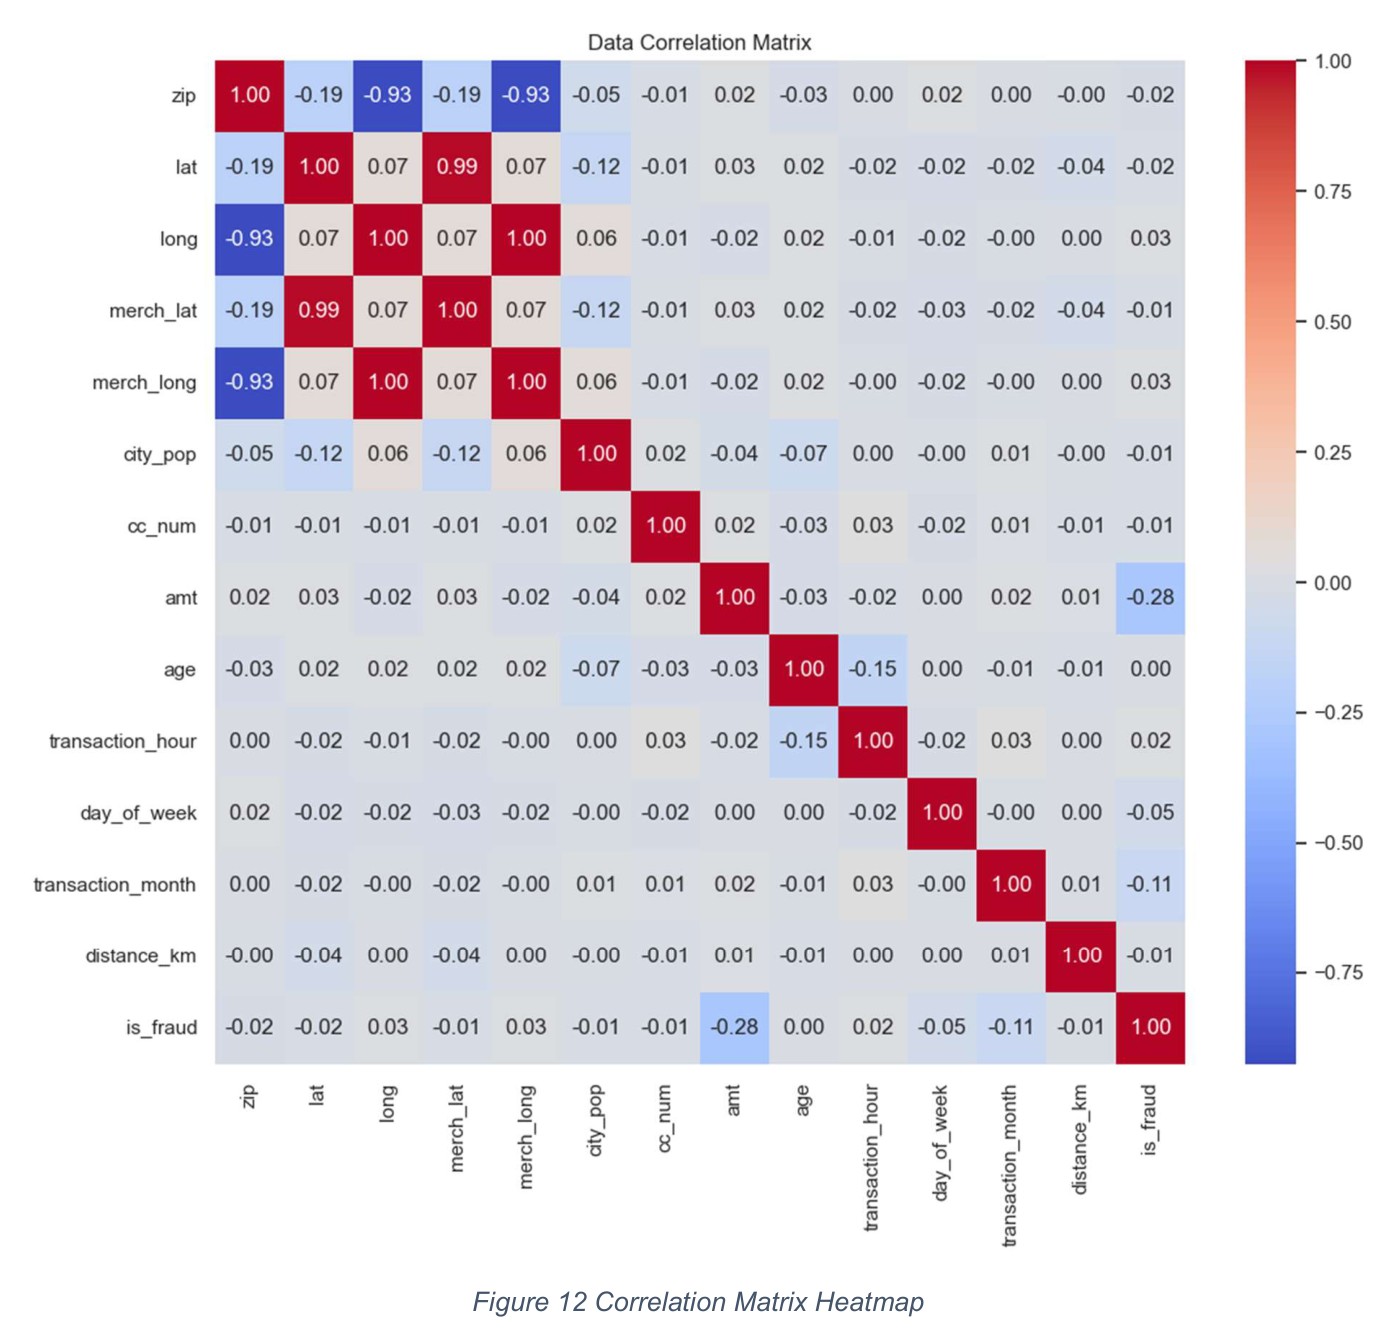 Data Correlation Matrix
zip 1.00 -0.19 -0.93 -0.19 -0.93 -0.05 -0.01 0.02 -0.03 0.00 0.02 0.00 -0.00 -0.02
lat -0.19 1.00 0.07 0.99 0.07 -0.12 -0.01 0.03 0.02 -0.02 -0.02 -0.02 -0.04 -0.02
long -0.93 0.07 1.00 0.07 1.00 0.06 -0.01 -0.02 0.02 -0.01 -0.02 -0.00 0.00 0.03
merch_lat -0.19 0.99 0.07 1.00 0.07 -0.12 -0.01 0.03 0.02 -0.02 -0.03 -0.02 -0.04 -0.01
merch_long -0.93 0.07 1.00 0.07 1.00 0.06 -0.01 -0.02 0.02 -0.00 -0.02 -0.00 0.00 0.03
city_pop -0.05 -0.12 0.06 -0.12 0.06 1.00 0.02 -0.04 -0.07 0.00 -0.00 0.01 -0.00 -0.01
cc_num -0.01 -0.01 -0.01 -0.01 -0.01 0.02 1.00 0.02 -0.03 0.03 -0.02 0.01 -0.01 -0.01
amt 0.02 0.03 -0.02 0.03 -0.02 -0.04 0.02 1.00 -0.03 -0.02 0.00 0.02 0.01 -0.28
age -0.03 0.02 0.02 0.02 0.02 -0.07 -0.03 -0.03 1.00 -0.15 0.00 -0.01 -0.01 0.00
transaction_hour 0.00 -0.02 -0.01 -0.02 -0.00 0.00 0.03 -0.02 -0.15 1.00 -0.02 0.03 0.00 0.02
day_of_week 0.02 -0.02 -0.02 -0.03 -0.02 -0.00 -0.02 0.00 0.00 -0.02 1.00 -0.00 0.00 -0.05
transaction_month 0.00 -0.02 -0.00 -0.02 -0.00 0.01 0.01 0.02 -0.01 0.03 -0.00 1.00 0.01 -0.11
distance_km -0.00 -0.04 0.00 -0.04 0.00 -0.00 -0.01 0.01 -0.01 0.00 0.00 0.01 1.00 -0.01
is_fraud -0.02 -0.02 0.03 -0.01 0.03 -0.01 -0.01 -0.28 0.00 0.02 -0.05 -0.11 -0.01 1.00
zip lat long merch_lat merch_long city_pop cc_num amt age transaction_hour day_of_week transaction_month distance_km is_fraud
1.00
0.75
0.50
0.25
0.00
−0.25
−0.50
−0.75
Figure 12 Correlation Matrix Heatmap